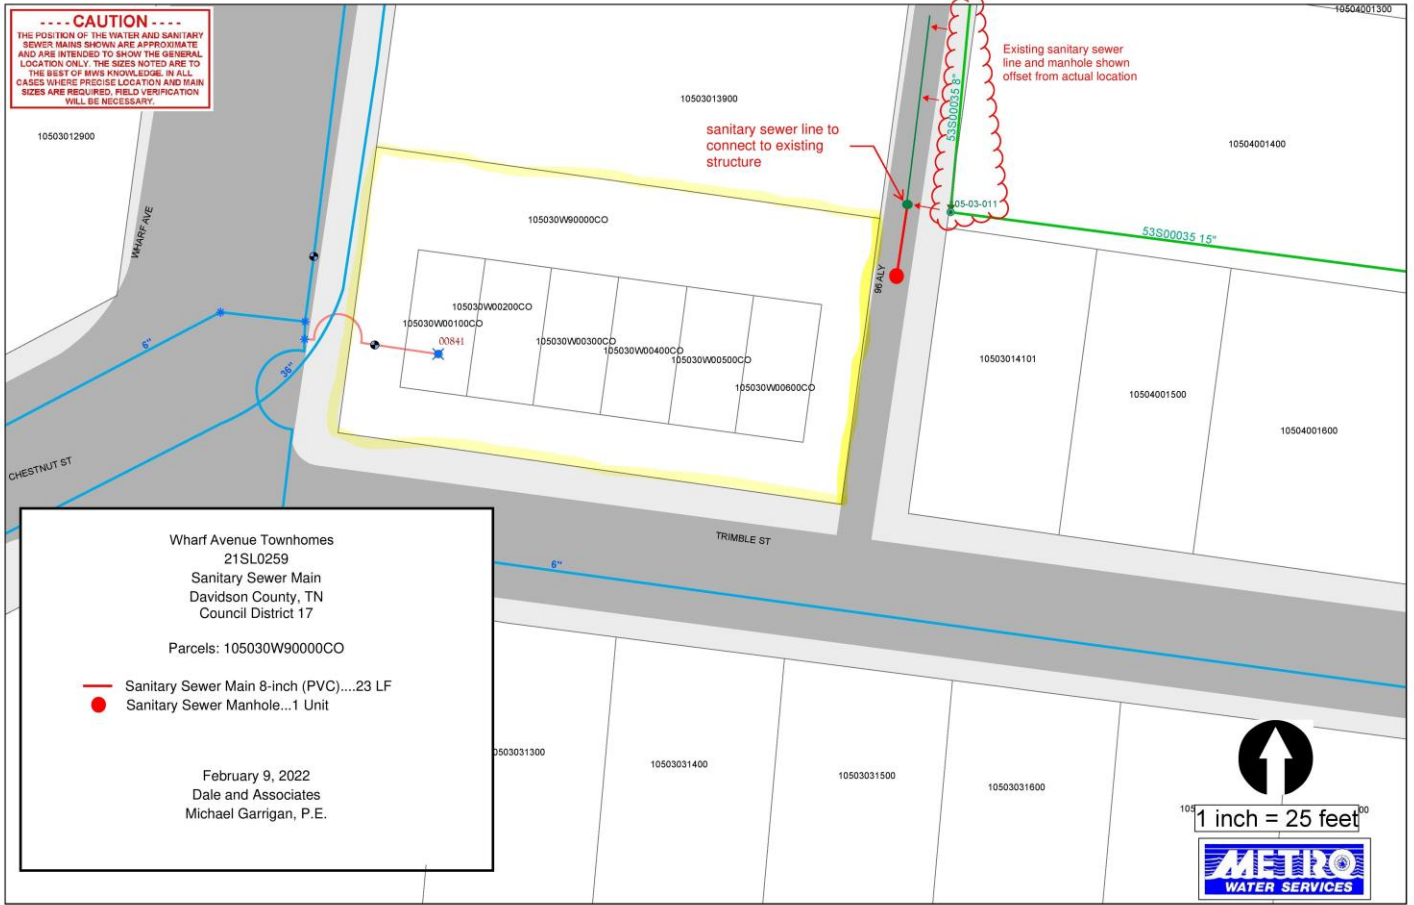 - - - - CAUTION - - - -
THE POSITION OF THE WATER AND SANITARY
SEWER MAINS SHOWN ARE APPROXIMATE
AND ARE INTENDED TO SHOW THE GENERAL
LOCATION ONLY. THE SIZES NOTED ARE TO
THE BEST OF MWS KNOWLEDGE. IN ALL
CASES WHERE PRECISE LOCATION AND MAIN
SIZES ARE REQUIRED, FIELD VERIFICATION
WILL BE NECESSARY.
10504001300
Existing sanitary sewer
line and manhole shown
offset from actual location
53S00035 8"
10503013900
sanitary sewer line to
connect to existing
structure
10503012900
10504001400
WHARF AVE
105030W90000CO
05-03-011
53S00035 15"
96 ALY
105030W00200CO
105030W00100CO
00841
105030W00300CO
105030W00400CO
105030W00500CO
105030W00600CO
6"
36"
10503014101
10504001500
10504001600
CHESTNUT ST
TRIMBLE ST
6"
Wharf Avenue Townhomes
21SL0259
Sanitary Sewer Main
Davidson County, TN
Council District 17
Parcels: 105030W90000CO
Sanitary Sewer Main 8-inch (PVC)....23 LF
Sanitary Sewer Manhole...1 Unit
February 9, 2022
Dale and Associates
Michael Garrigan, P.E.
0503031300
10503031400
10503031500
10503031600
1 inch = 25 feet
METRO
WATER SERVICES